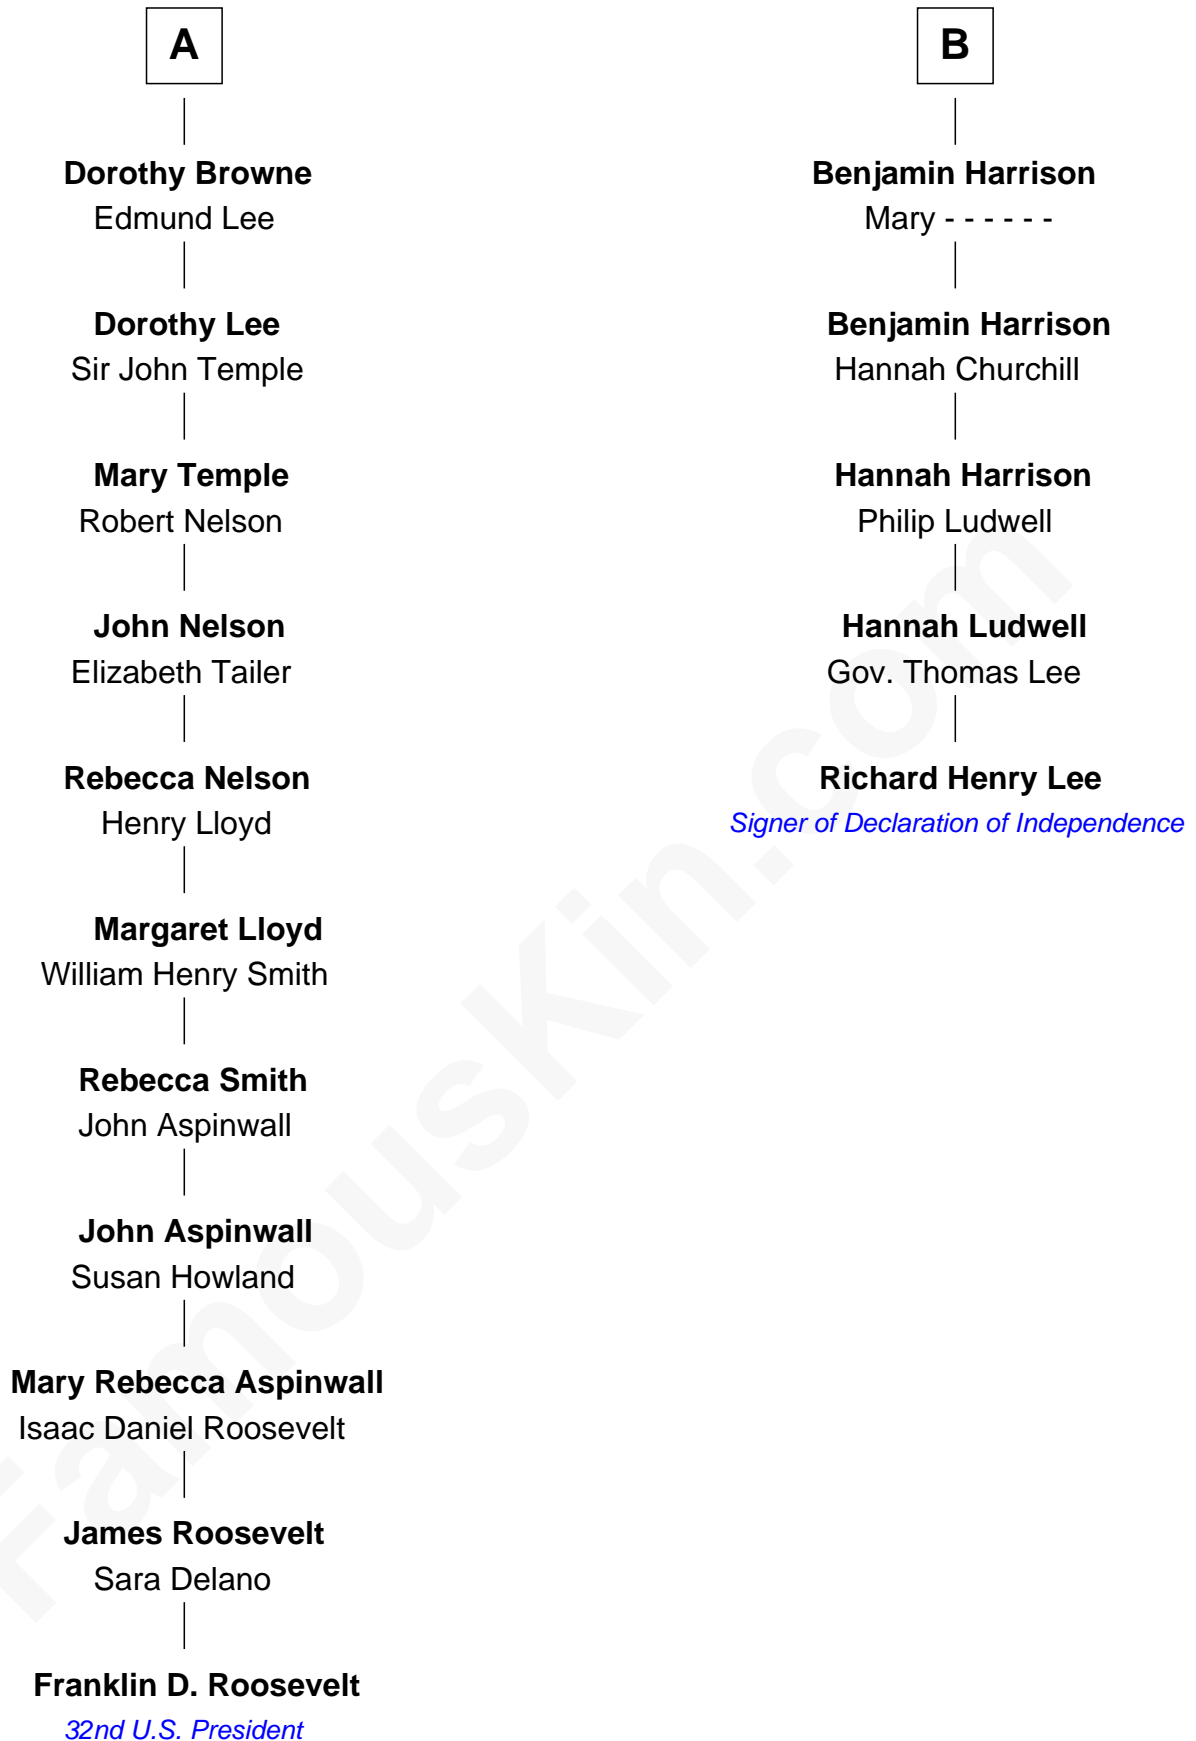 A
Dorothy Browne
Edmund Lee
Dorothy Lee
Sir John Temple
Mary Temple
Robert Nelson
John Nelson
Elizabeth Tailer
Rebecca Nelson
Henry Lloyd
Margaret Lloyd
William Henry Smith
Rebecca Smith
John Aspinwall
John Aspinwall
Susan Howland
Mary Rebecca Aspinwall
Isaac Daniel Roosevelt
James Roosevelt
Sara Delano
Franklin D. Roosevelt
32nd U.S. President
B
Benjamin Harrison
Mary - - - - - -
Benjamin Harrison
Hannah Churchill
Hannah Harrison
Philip Ludwell
Hannah Ludwell
Gov. Thomas Lee
Richard Henry Lee
Signer of Declaration of Independence
FamousKin.com